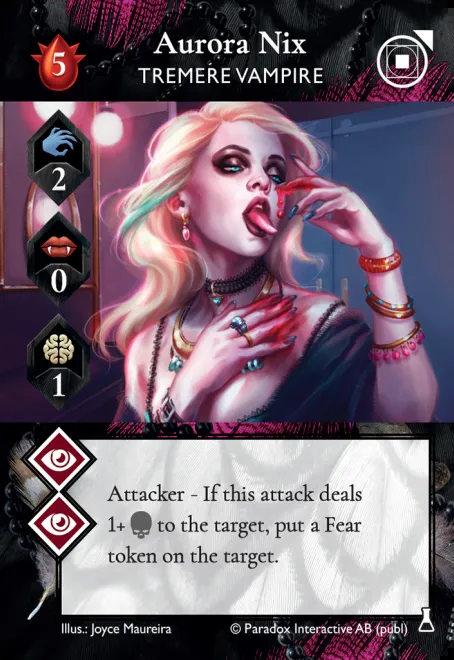 Aurora Nix
5
TREMERE VAMPIRE
2
0
1
Attacker - If this attack deals
1+ to the target, put a Fear
token on the target.
Illus.: Joyce Maureira © Paradox Interactive AB (publ)